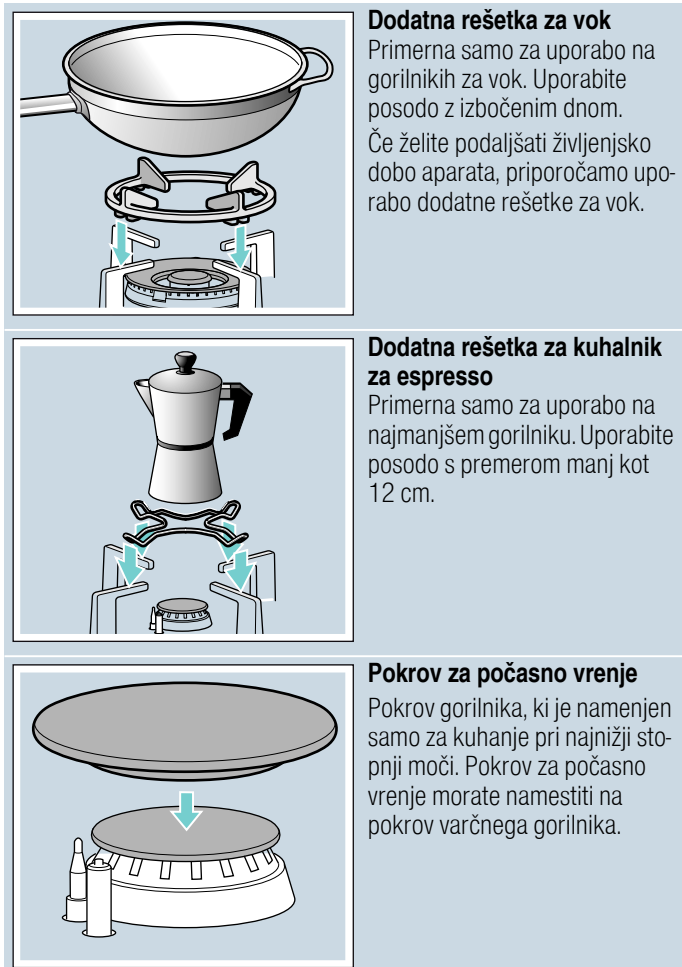 Dodatna rešetka za vok
Primerna samo za uporabo na
gorilnikih za vok. Uporabite
posodo z izbočenim dnom.
Če želite podaljšati življenjsko
dobo aparata, priporočamo upo-
rabo dodatne rešetke za vok.
Dodatna rešetka za kuhalnik
za espresso
Primerna samo za uporabo na
najmanjšem gorilniku. Uporabite
posodo s premerom manj kot
12 cm.
Pokrov za počasno vrenje
Pokrov gorilnika, ki je namenjen
samo za kuhanje pri najnižji sto-
pnji moči. Pokrov za počasno
vrenje morate namestiti na
pokrov varčnega gorilnika.